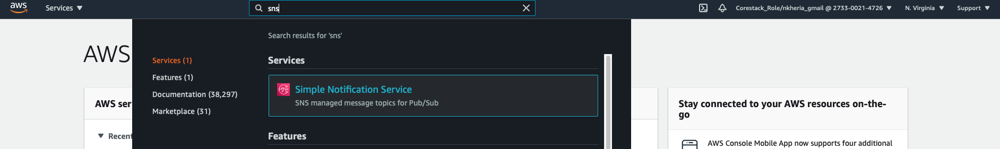 aws
Services
sns
Corestack_Role/nkheria_gmail @ 2733-0021-4726
N. Virginia
Support
AWS
Search results for 'sns'
Services (1)
Features (1)
Documentation (38,297)
Marketplace (31)
Services
Simple Notification Service
SNS managed message topics for Pub/Sub
Features
AWS ser
Recent
Stay connected to your AWS resources on-the-
go
AWS Console Mobile App now supports four additional